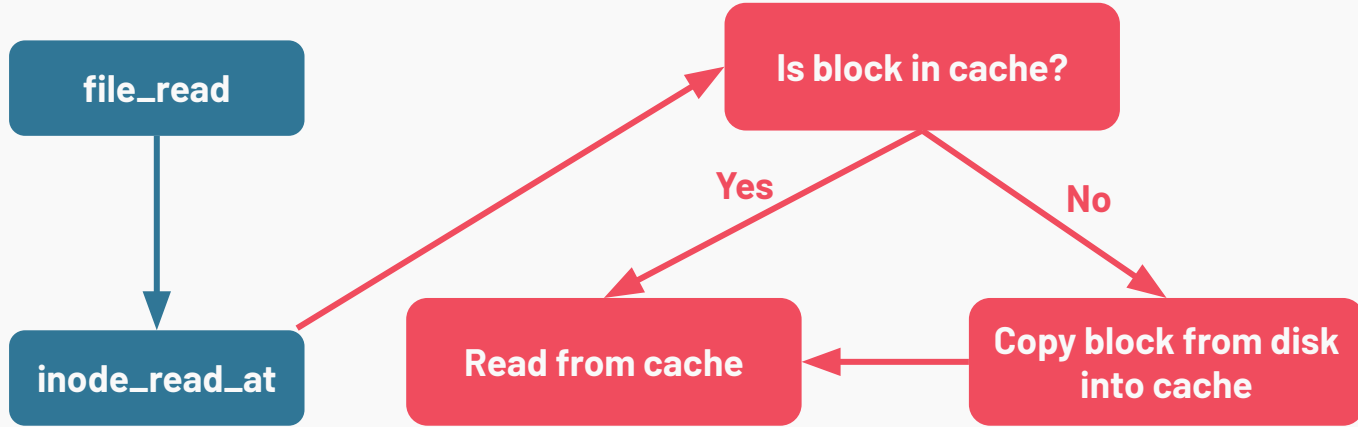 file_read
inode_read_at
Is block in cache?
Yes
No
Read from cache
Copy block from disk
into cache